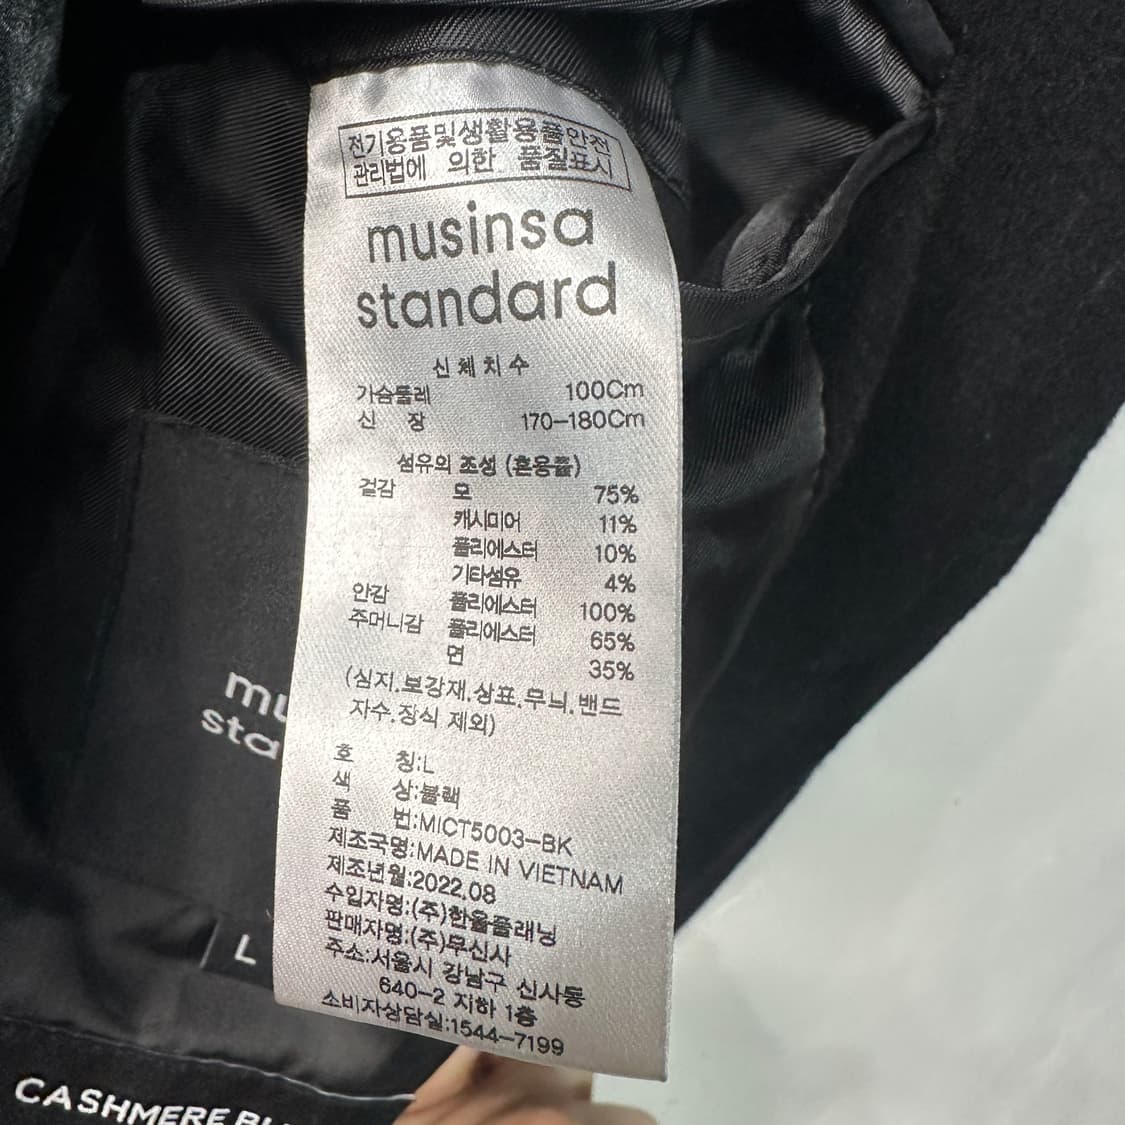 전기용품및생활용품안전
관리법에 의한 품질표시
musinsa
standard
신체치수
가슴둘레 100Cm
신 장 170-180Cm
섬유의 조성 (혼용률)
겉감 모 75%
캐시미어 11%
폴리에스터 10%
기타섬유 4%
안감 폴리에스터 100%
주머니감 폴리에스터 65%
면 35%
(심지,보강재,상표,무늬,밴드
자수,장식 제외)
호 칭:L
색 상:블랙
품 번:MICT5003-BK
제조국명:MADE IN VIETNAM
제조년월:2022.08
수입자명:(주)한울플래닝
판매자명:(주)무신사
주소:서울시 강남구 신사동
640-2 지하 1층
소비자상담실:1544-7199
mu
sta
L
CASHMERE